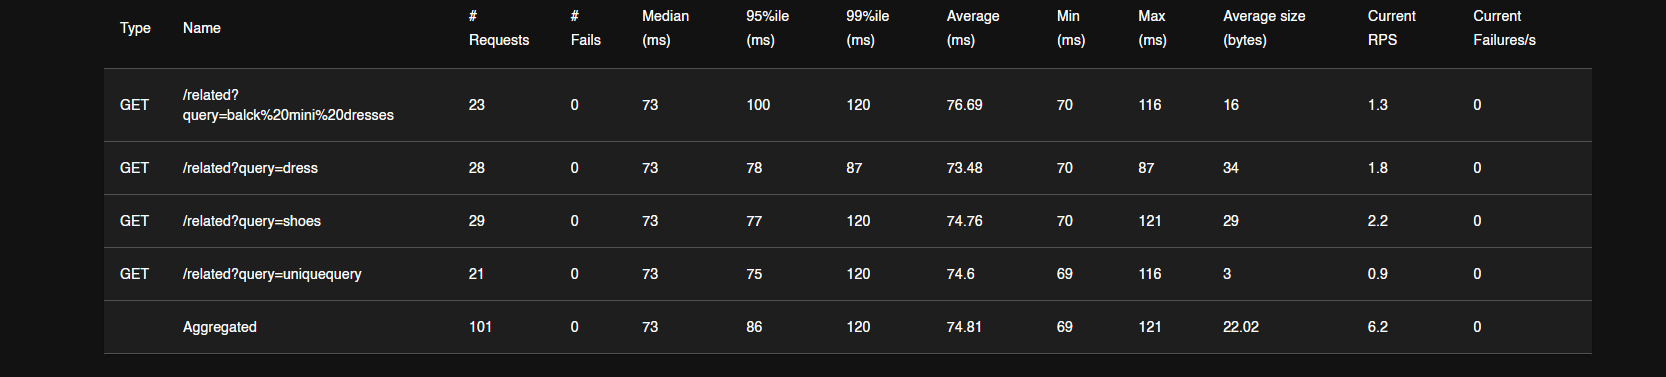 Type Name # Requests # Fails Median (ms) 95%ile (ms) 99%ile (ms) Average (ms) Min (ms) Max (ms) Average size (bytes) Current RPS Current Failures/s
GET /related?query=balck%20mini%20dresses 23 0 73 100 120 76.69 70 116 16 1.3 0
GET /related?query=dress 28 0 73 78 87 73.48 70 87 34 1.8 0
GET /related?query=shoes 29 0 73 77 120 74.76 70 121 29 2.2 0
GET /related?query=uniquequery 21 0 73 75 120 74.6 69 116 3 0.9 0
Aggregated 101 0 73 86 120 74.81 69 121 22.02 6.2 0